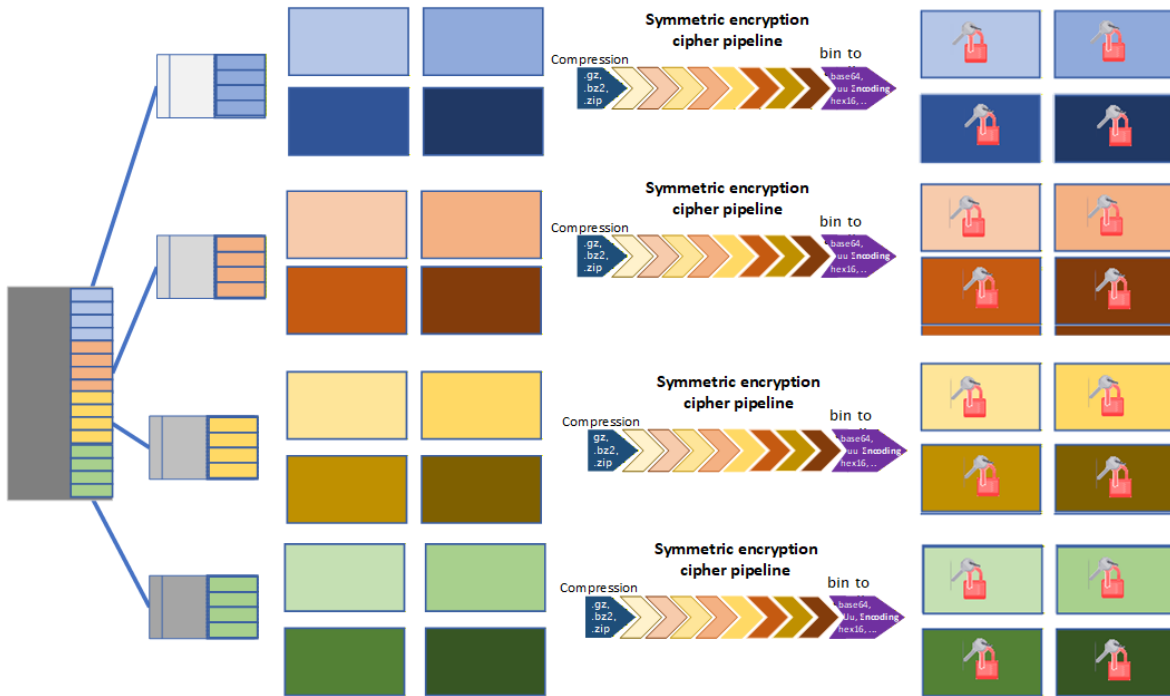 Symmetric encryption
cipher pipeline
bin to
Compression
.gz,
.bz2,
.zip
base64,
uu Encoding
hex16,...
Symmetric encryption
cipher pipeline
bin to
Compression
.gz,
.bz2,
.zip
base64,
uu Encoding
hex16,...
Symmetric encryption
cipher pipeline
bin to
Compression
gz,
.bz2,
.zip
base64,
uu Encoding
hex16,...
Symmetric encryption
cipher pipeline
bin to
Compression
.gz,
.bz2,
.zip
base64,
Uu, Encoding
hex16, ...